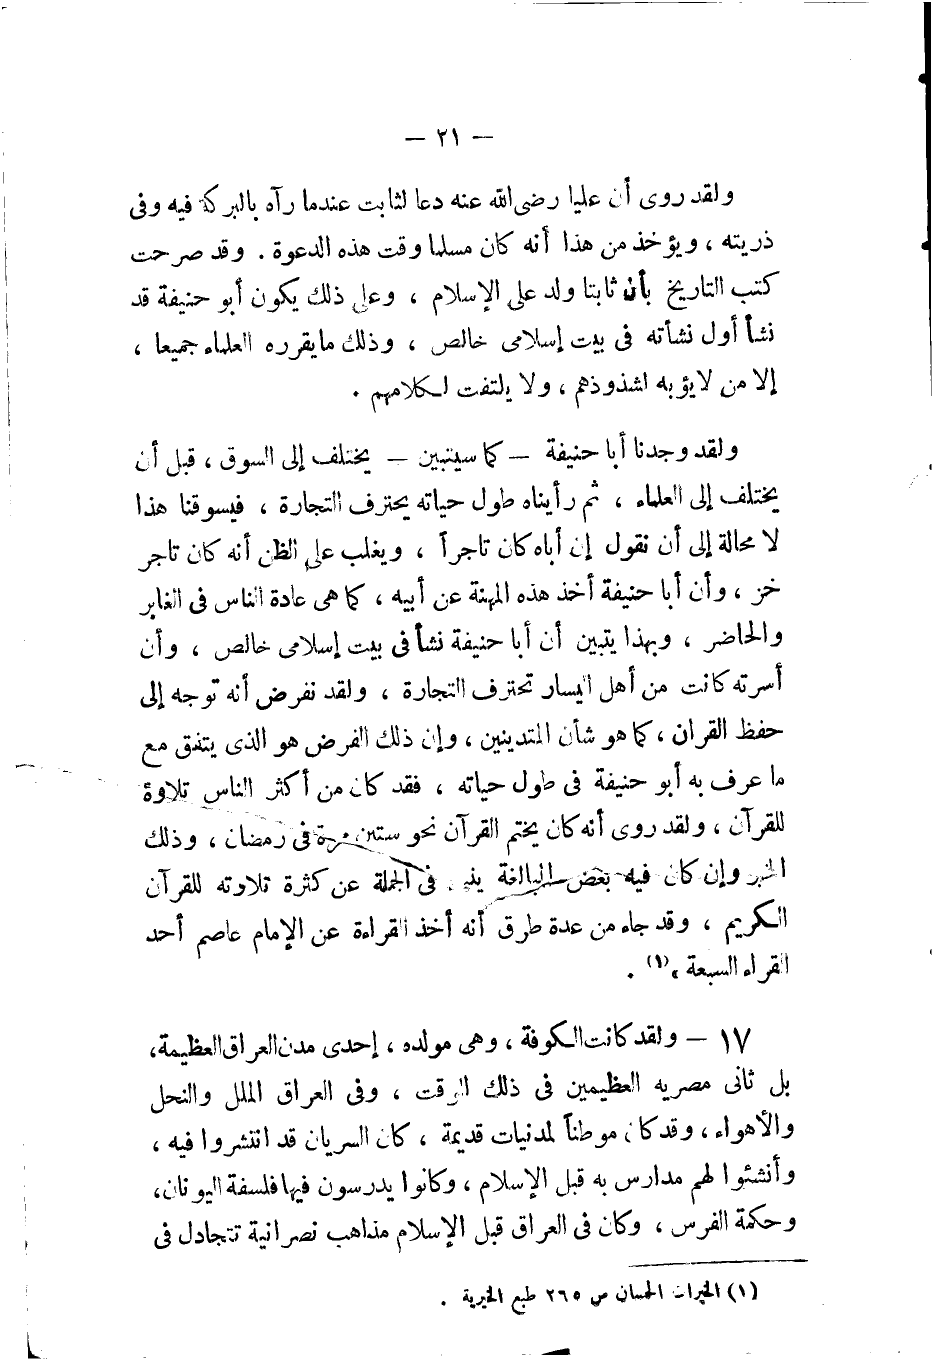 — ٢١ —
ولقد روى أن عليا رضى الله عنه دعا لثابت عندما رآه بالبركة فيه وفى
ذريته ، ويؤخذ من هذا أنه كان مسلما وقت هذه الدعوة . وقد صرحت
كتب التاريخ بأن ثابتا ولد على الإسلام ، وعلى ذلك يكون أبو حنيفة قد
نشأ أول نشأته فى بيت إسلامى خالص ، وذلك مايقرره العلماء جميعا ،
إلا من لايؤبه لشذوذهم ، ولا يلتفت لكلامهم .
ولقد وجدنا أبا حنيفة — كما سيتبين — يختلف إلى السوق ، قبل أن
يختلف إلى العلماء ، ثم رأيناه طول حياته يحترف التجارة ، فيسوقنا هذا
لا محالة إلى أن نقول إن أباه كان تاجراً ، ويغلب على الظن أنه كان تاجر
خز ، وأن أبا حنيفة أخذ هذه المهنة عن أبيه ، كما هى عادة الناس فى الغابر
والحاضر ، وبهذا يتبين أن أبا حنيفة نشأ فى بيت إسلامى خالص ، وأن
أسرته كانت من أهل اليسار تحترف التجارة ، ولقد نفرض أنه توجه إلى
حفظ القران ، كما هو شأن المتدينين ، وإن ذلك الفرض هو الذى يتفق مع
ما عرف به أبو حنيفة فى طول حياته ، فقد كان من أكثر الناس تلاوة
للقرآن ، ولقد روى أنه كان يختم القرآن نحو ستين مرة فى رمضان ، وذلك
الخبر وإن كان فيه بعض المبالغة ينبىء فى الجملة عن كثرة تلاوته للقرآن
الكريم ، وقد جاء من عدة طرق أنه أخذ القراءة عن الإمام عاصم أحد
القراء السبعة ،(١) .
١٧ — ولقد كانت الكوفة ، وهى مولده ، إحدى مدن العراق العظيمة،
بل ثانى مصريه العظيمين فى ذلك الوقت ، وفى العراق الملل والنحل
والأهواء ، وقد كان موطناً لمدنيات قديمة ، كان السريان قد انتشروا فيه ،
وأنشئوا لهم مدارس به قبل الإسلام ، وكانوا يدرسون فيها فلسفة اليونان،
وحكمة الفرس ، وكان فى العراق قبل الإسلام مذاهب نصرانية تتجادل فى
(١) الخيرات الحسان ص ٢٦٥ طبع الخيرية .